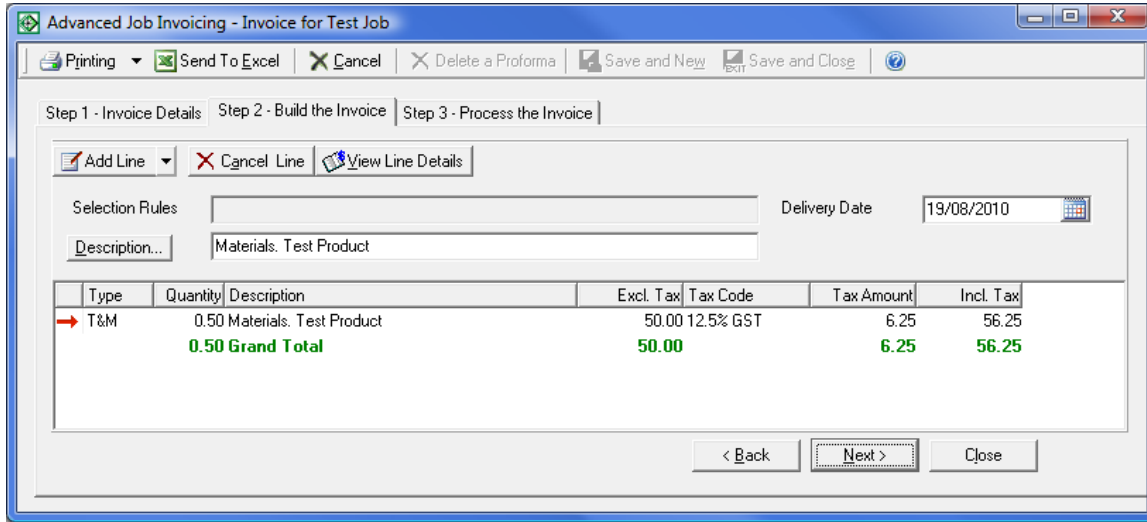 Advanced Job Invoicing - Invoice for Test Job
Printing Send To Excel Cancel Delete a Proforma Save and New EXIT Save and Close ?
Step 1 - Invoice Details Step 2 - Build the Invoice Step 3 - Process the Invoice
Add Line Cancel Line View Line Details
Selection Rules Delivery Date 19/08/2010
Description... Materials. Test Product
Type Quantity Description Excl. Tax Tax Code Tax Amount Incl. Tax
T&M 0.50 Materials. Test Product 50.00 12.5% GST 6.25 56.25
0.50 Grand Total 50.00 6.25 56.25
< Back Next > Close